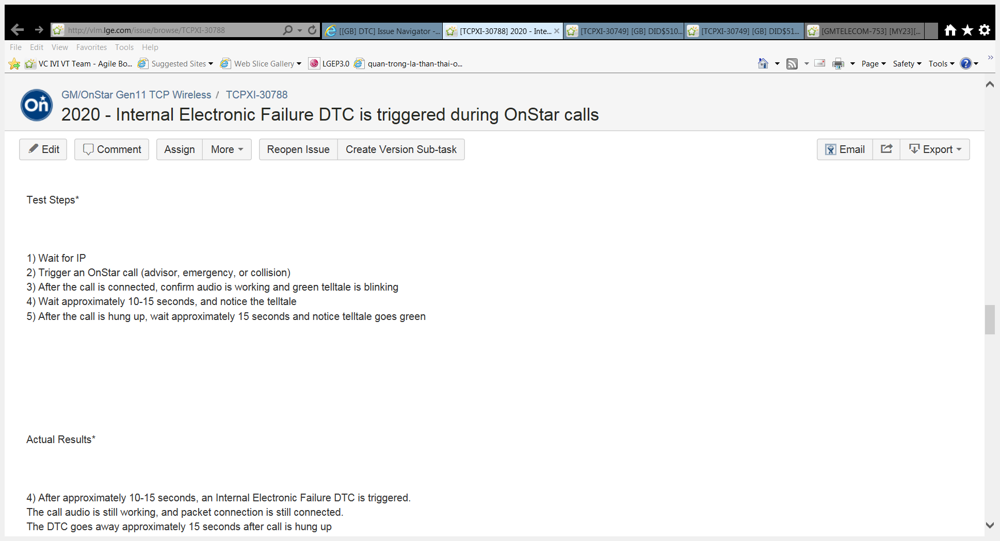 http://vlm.lge.com/issue/browse/TCPXI-30788
[[GB] DTC] Issue Navigator -...
[TCPXI-30788] 2020 - Inte...
[TCPXI-30749] [GB] DID$510...
[TCPXI-30749] [GB] DID$51...
[GMTELECOM-753] [MY23][...
File Edit View Favorites Tools Help
VC IVI VT Team - Agile Bo... Suggested Sites Web Slice Gallery LGEP3.0 quan-trong-la-than-thai-o... Page Safety Tools
On
GM/OnStar Gen11 TCP Wireless / TCPXI-30788
2020 - Internal Electronic Failure DTC is triggered during OnStar calls
Edit Comment Assign More Reopen Issue Create Version Sub-task Email Export
Test Steps*
1) Wait for IP
2) Trigger an OnStar call (advisor, emergency, or collision)
3) After the call is connected, confirm audio is working and green telltale is blinking
4) Wait approximately 10-15 seconds, and notice the telltale
5) After the call is hung up, wait approximately 15 seconds and notice telltale goes green
Actual Results*
4) After approximately 10-15 seconds, an Internal Electronic Failure DTC is triggered.
The call audio is still working, and packet connection is still connected.
The DTC goes away approximately 15 seconds after call is hung up